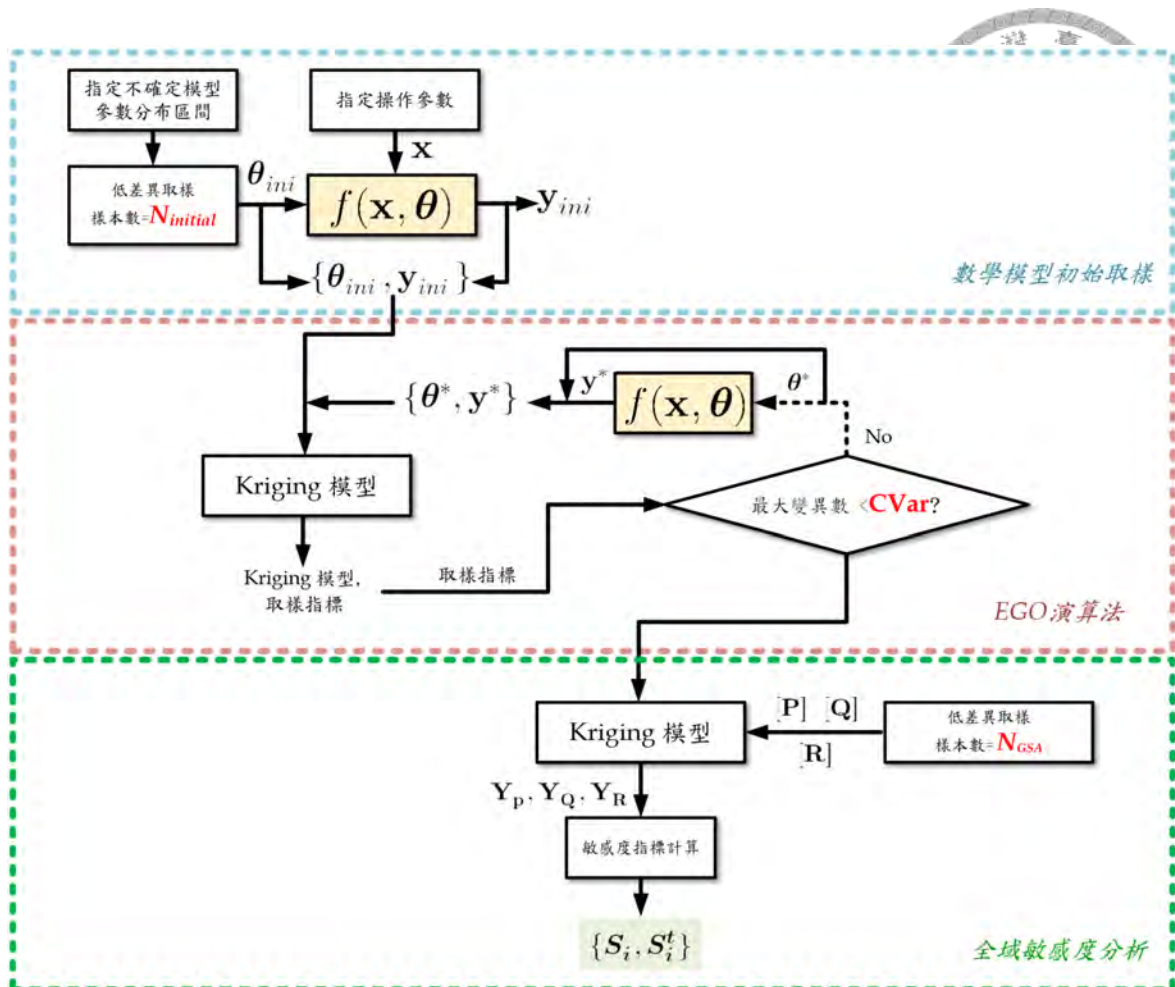 臺
指定不確定模型
參數分布區間
指定操作參數
x
低差異取樣
樣本數=N_initial
θ_ini
f(x, θ)
y_ini
{θ_ini, y_ini}
數學模型初始取樣
{θ*, y*}
y*
f(x, θ)
θ*
No
Kriging 模型
最大變異數 <CVar?
Kriging 模型,
取樣指標
取樣指標
EGO演算法
Kriging 模型
[P] [Q]
[R]
低差異取樣
樣本數=N_GSA
Y_p, Y_Q, Y_R
敏感度指標計算
{S_i, S_i^t}
全域敏感度分析